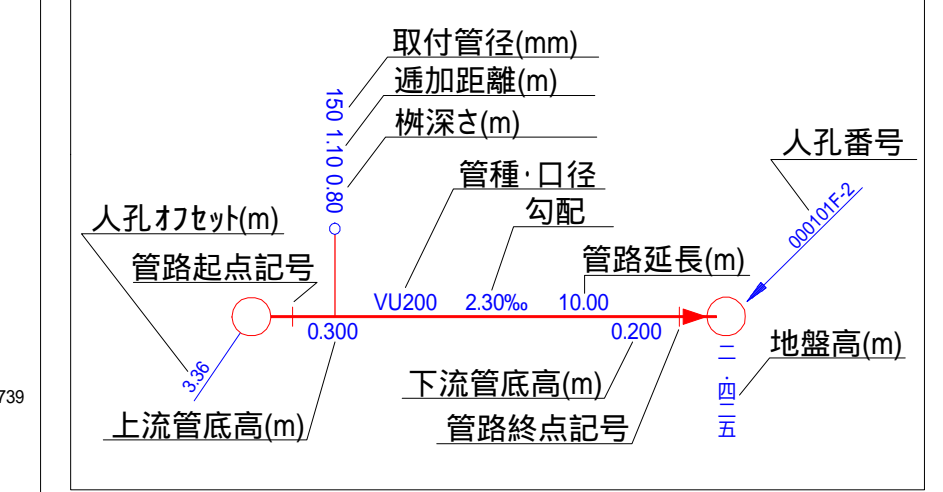 取付管径(mm)
逓加距離(m)
桝深さ(m)
150 1.10 0.80
管種・口径
勾配
人孔番号
000101F-2
人孔オフセット(m)
管路起点記号
管路延長(m)
VU200 2.30‰ 10.00
0.300 0.200
3.36
地盤高(m)
二.四二五
下流管底高(m)
上流管底高(m)
管路終点記号
739